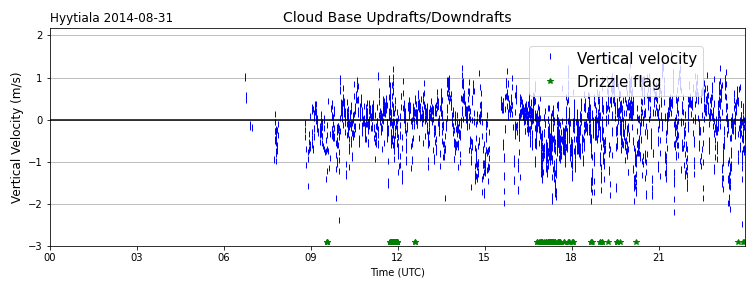 Hyytiala 2014-08-31
Cloud Base Updrafts/Downdrafts
Vertical velocity
Drizzle flag
Vertical Velocity (m/s)
2
1
0
−1
−2
−3
00 03 06 09 12 15 18 21
Time (UTC)